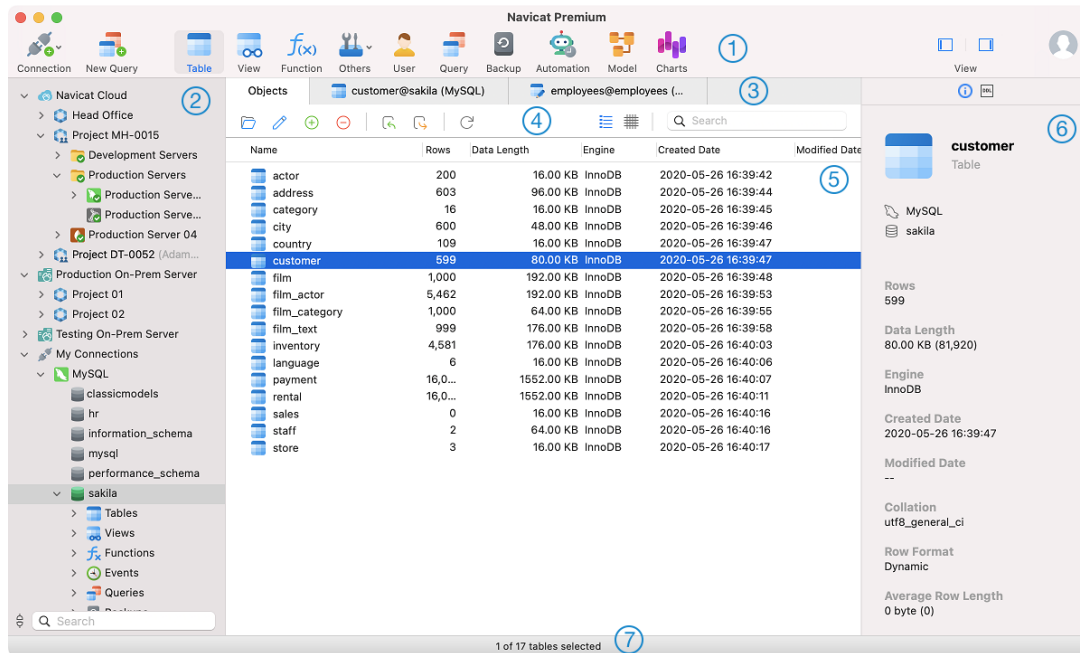 Navicat Premium
Connection New Query Table View Function Others User Query Backup Automation Model Charts 1 View
2
Navicat Cloud
Head Office
Project MH-0015
Development Servers
Production Servers
Production Serve...
Production Serve...
Production Server 04
Project DT-0052 (Adam...
Production On-Prem Server
Project 01
Project 02
Testing On-Prem Server
My Connections
MySQL
classicmodels
hr
information_schema
mysql
performance_schema
sakila
Tables
Views
Functions
Events
Queries
Search
Objects customer@sakila (MySQL) employees@employees (... 3
4 Search
Name Rows Data Length Engine Created Date Modified Date
5
actor 200 16.00 KB InnoDB 2020-05-26 16:39:42
address 603 96.00 KB InnoDB 2020-05-26 16:39:44
category 16 16.00 KB InnoDB 2020-05-26 16:39:45
city 600 48.00 KB InnoDB 2020-05-26 16:39:46
country 109 16.00 KB InnoDB 2020-05-26 16:39:47
customer 599 80.00 KB InnoDB 2020-05-26 16:39:47
film 1,000 192.00 KB InnoDB 2020-05-26 16:39:48
film_actor 5,462 192.00 KB InnoDB 2020-05-26 16:39:53
film_category 1,000 64.00 KB InnoDB 2020-05-26 16:39:55
film_text 999 176.00 KB InnoDB 2020-05-26 16:39:58
inventory 4,581 176.00 KB InnoDB 2020-05-26 16:40:03
language 6 16.00 KB InnoDB 2020-05-26 16:40:06
payment 16,0... 1552.00 KB InnoDB 2020-05-26 16:40:07
rental 16,0... 1552.00 KB InnoDB 2020-05-26 16:40:11
sales 0 16.00 KB InnoDB 2020-05-26 16:40:16
staff 2 64.00 KB InnoDB 2020-05-26 16:40:16
store 3 16.00 KB InnoDB 2020-05-26 16:40:17
DDL
6
customer
Table
MySQL
sakila
Rows
599
Data Length
80.00 KB (81,920)
Engine
InnoDB
Created Date
2020-05-26 16:39:47
Modified Date
--
Collation
utf8_general_ci
Row Format
Dynamic
Average Row Length
0 byte (0)
1 of 17 tables selected 7